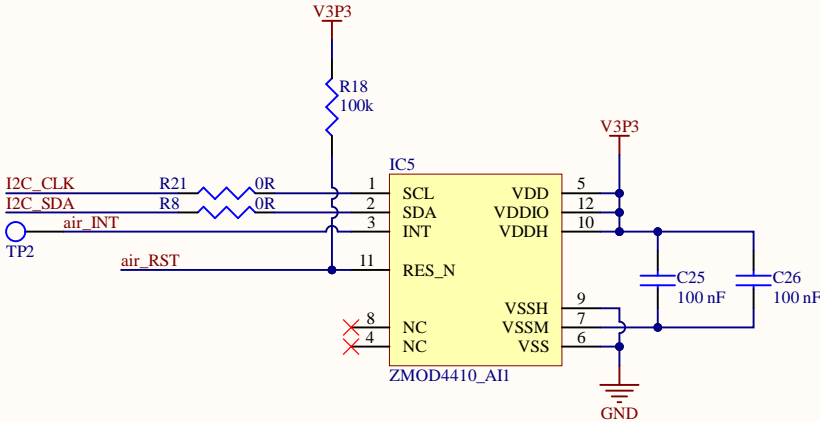 V3P3
R18
100k
V3P3
IC5
I2C_CLK R21 0R 1 SCL VDD 5
I2C_SDA R8 0R 2 SDA VDDIO 12
air_INT 3 INT VDDH 10
TP2
air_RST 11 RES_N
C25 C26
100 nF 100 nF
VSSH 9
8 NC VSSM 7
4 NC VSS 6
ZMOD4410_AI1
GND